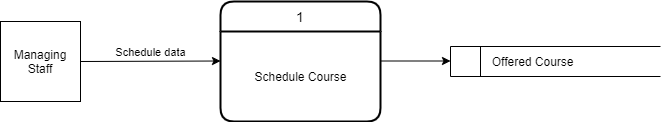 Managing
Staff
Schedule data
1
Schedule Course
Offered Course